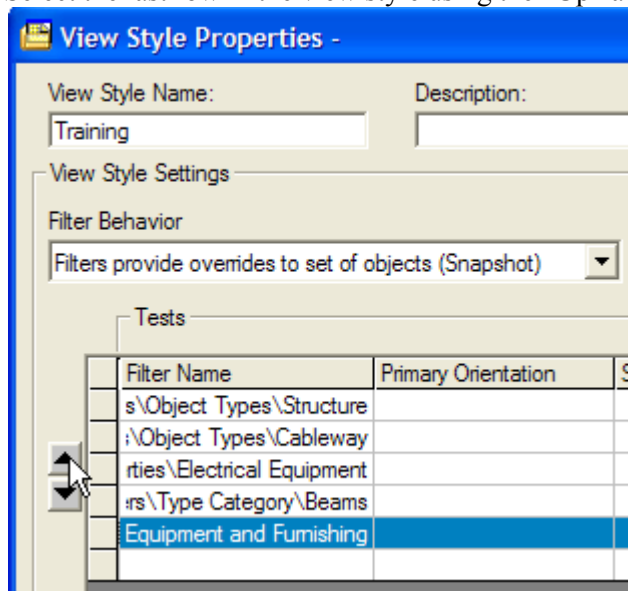 View Style Properties -
View Style Name:
Description:
Training
View Style Settings
Filter Behavior
Filters provide overrides to set of objects (Snapshot)
Tests
Filter Name Primary Orientation S
s\Object Types\Structure
\Object Types\Cableway
rties\Electrical Equipment
rs\Type Category\Beams
Equipment and Furnishing